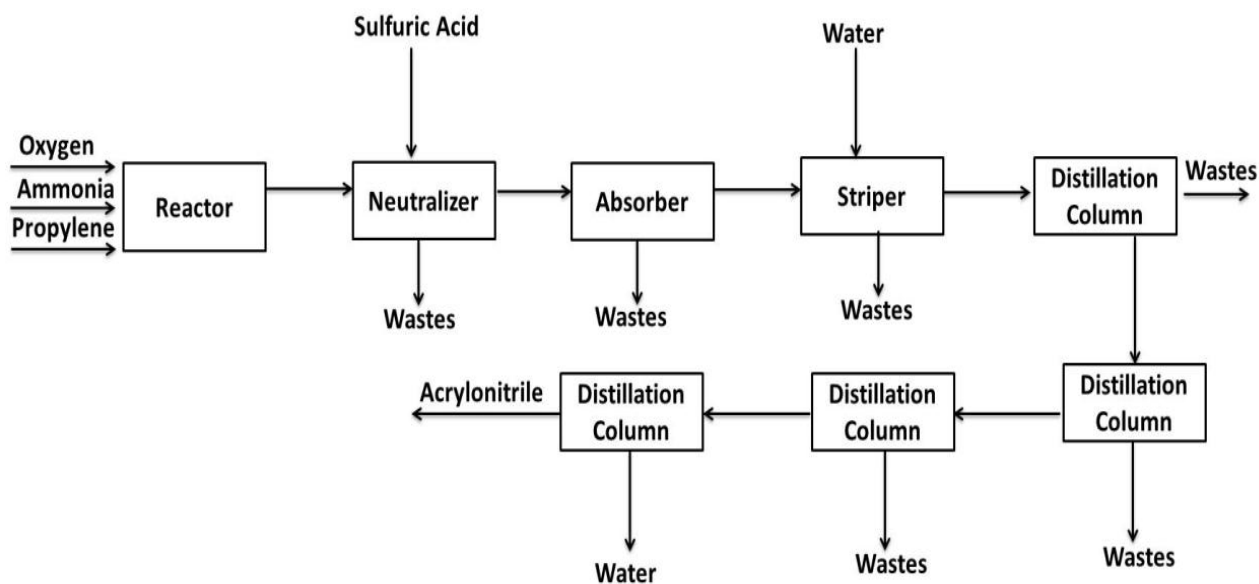 Sulfuric Acid
Water
Oxygen
Ammonia
Propylene
Reactor
Neutralizer
Absorber
Striper
Distillation
Column
Wastes
Wastes
Wastes
Wastes
Acrylonitrile
Distillation
Column
Distillation
Column
Distillation
Column
Water
Wastes
Wastes